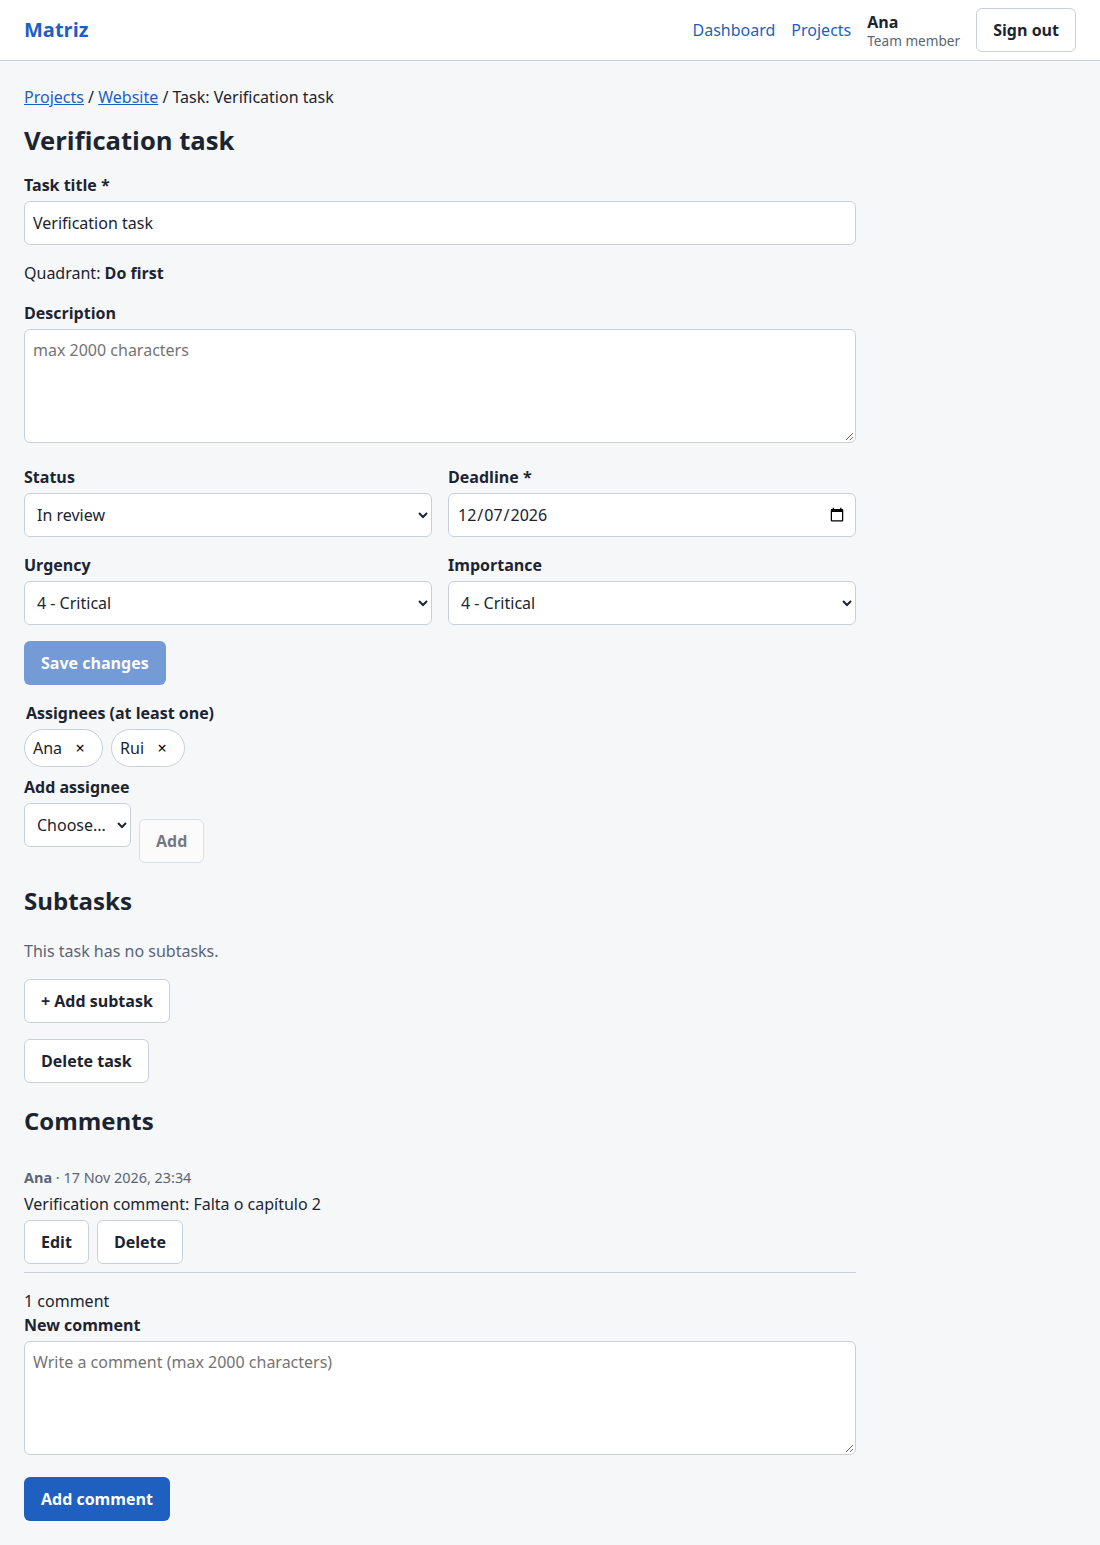 Matriz
Dashboard Projects Ana Sign out
Team member
Projects / Website / Task: Verification task
Verification task
Task title *
Verification task
Quadrant: Do first
Description
max 2000 characters
Status Deadline *
In review 12/07/2026
Urgency Importance
4 - Critical 4 - Critical
Save changes
Assignees (at least one)
Ana × Rui ×
Add assignee
Choose... Add
Subtasks
This task has no subtasks.
+ Add subtask
Delete task
Comments
Ana · 17 Nov 2026, 23:34
Verification comment: Falta o capítulo 2
Edit Delete
1 comment
New comment
Write a comment (max 2000 characters)
Add comment